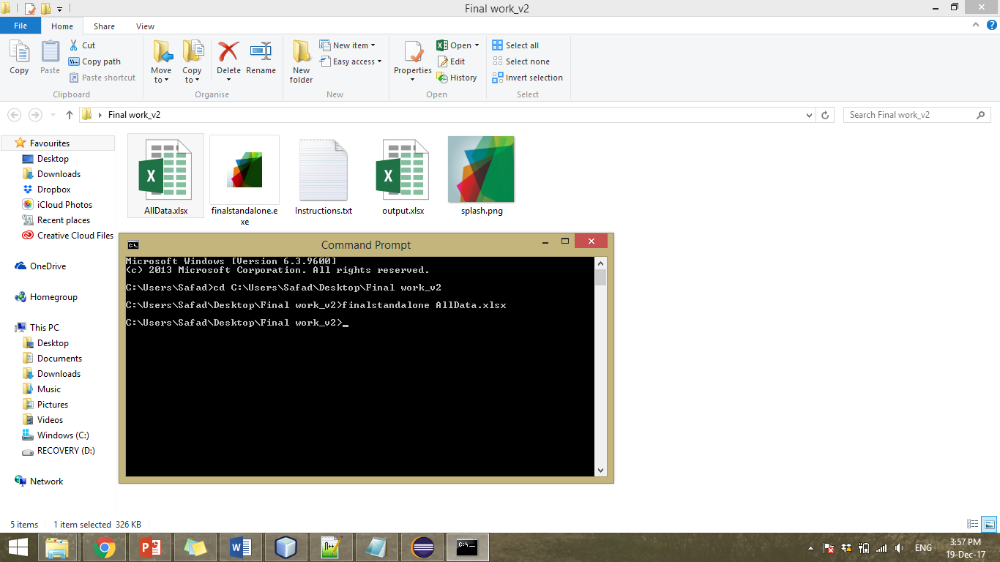 Final work_v2
File Home Share View
Copy
Paste
Cut
Copy path
Paste shortcut
Clipboard
Move to
Copy to
Delete
Rename
Organise
New folder
New item
Easy access
New
Properties
Open
Edit
History
Open
Select all
Select none
Invert selection
Select
Final work_v2
Search Final work_v2
Favourites
Desktop
Downloads
Dropbox
iCloud Photos
Recent places
Creative Cloud Files
OneDrive
Homegroup
This PC
Desktop
Documents
Downloads
Music
Pictures
Videos
Windows (C:)
RECOVERY (D:)
Network
AllData.xlsx
finalstandalone.e
xe
Instructions.txt
output.xlsx
splash.png
Command Prompt
Microsoft Windows [Version 6.3.9600]
(c) 2013 Microsoft Corporation. All rights reserved.
C:\Users\Safad>cd C:\Users\Safad\Desktop\Final work_v2
C:\Users\Safad\Desktop\Final work_v2>finalstandalone AllData.xlsx
C:\Users\Safad\Desktop\Final work_v2>_
5 items 1 item selected 326 KB
ENG
3:57 PM
19-Dec-17